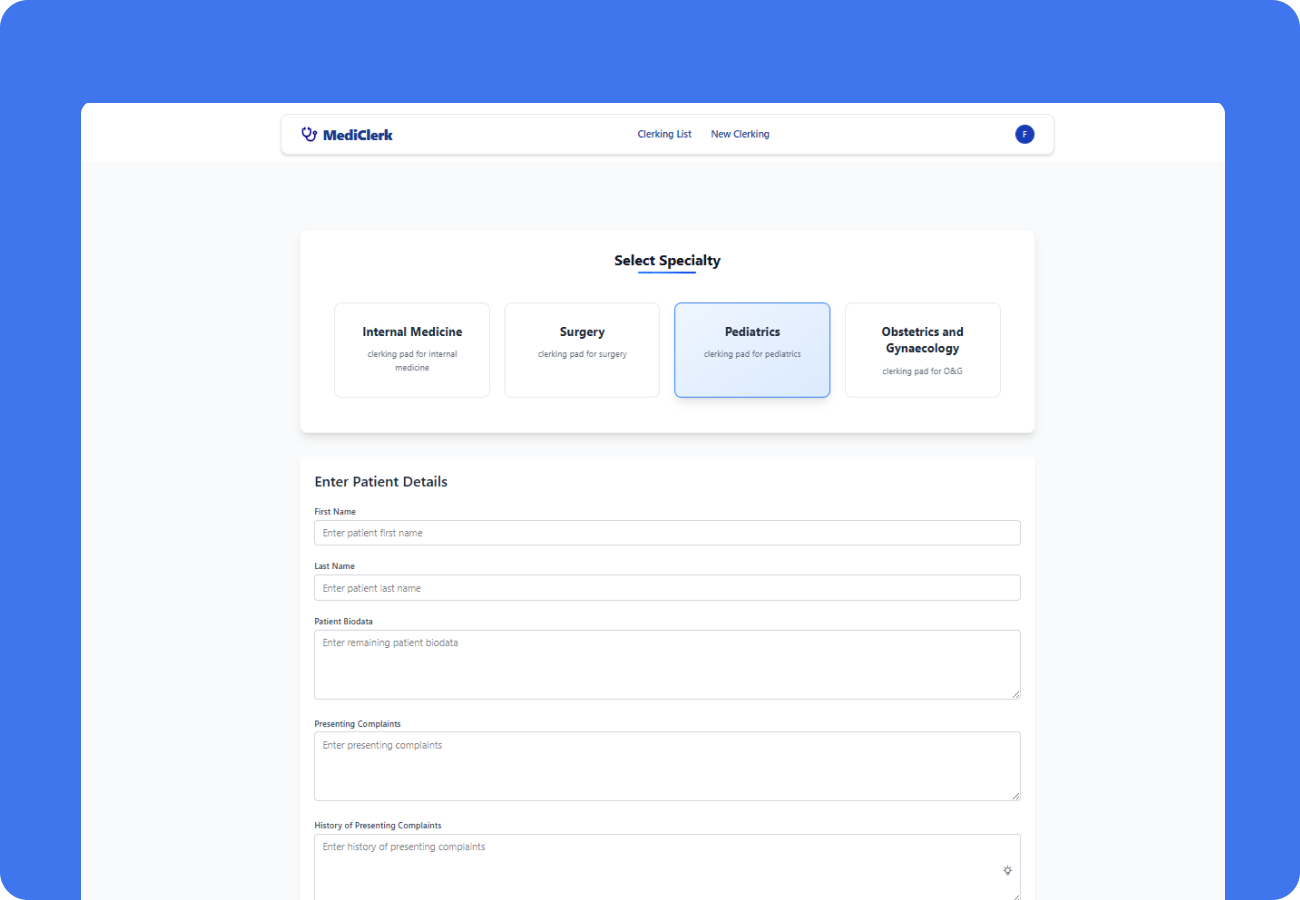 MediClerk
Clerking List
New Clerking
F
Select Specialty
Internal Medicine
clerking pad for internal
medicine
Surgery
clerking pad for surgery
Pediatrics
clerking pad for pediatrics
Obstetrics and
Gynaecology
clerking pad for O&G
Enter Patient Details
First Name
Enter patient first name
Last Name
Enter patient last name
Patient Biodata
Enter remaining patient biodata
Presenting Complaints
Enter presenting complaints
History of Presenting Complaints
Enter history of presenting complaints